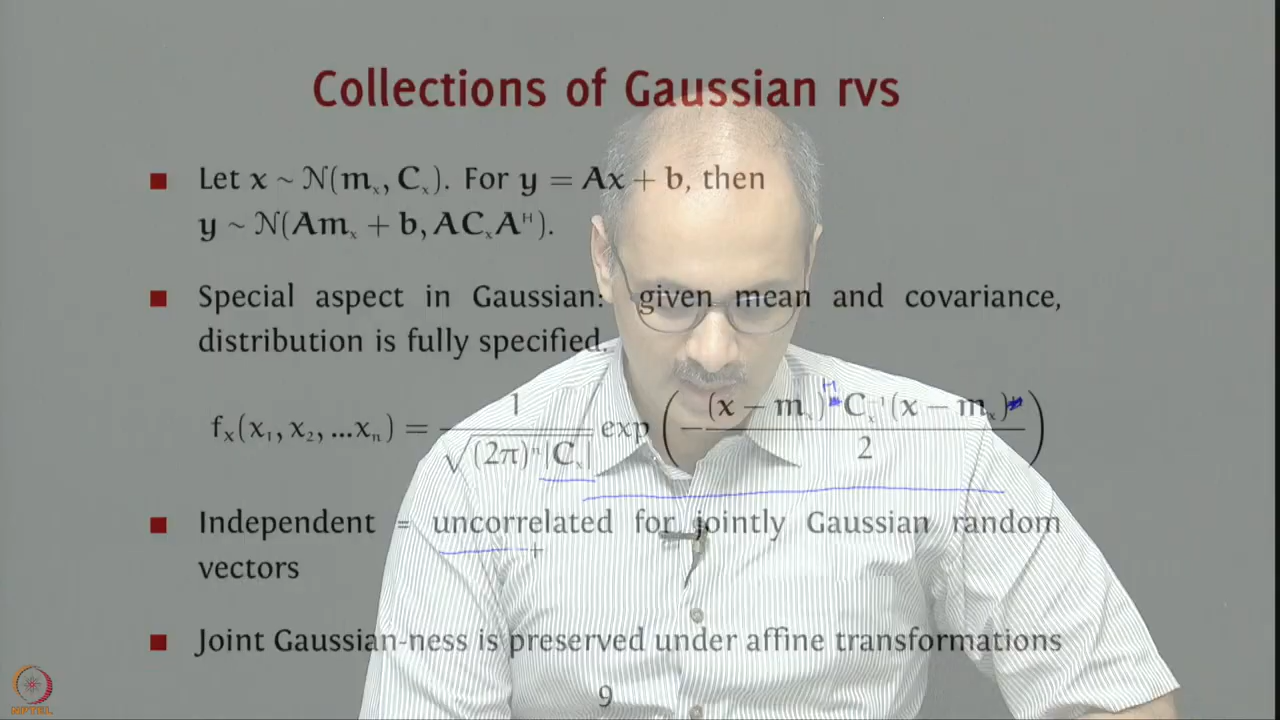 Collections of Gaussian rvs
■ Let x ~ N(mₓ, Cₓ). For y = Ax + b, then
y ~ N(Amₓ + b, ACₓAᴴ).
■ Special aspect in Gaussian: given mean and covariance,
distribution is fully specified.
fₓ(x₁, x₂, ...xₙ) = 1/√((2π)ⁿ|Cₓ|) exp(−(x − mₓ)ᴴCₓ⁻¹(x − mₓ)/2)
■ Independent = uncorrelated for jointly Gaussian random
vectors
■ Joint Gaussian-ness is preserved under affine transformations
9
NPTEL